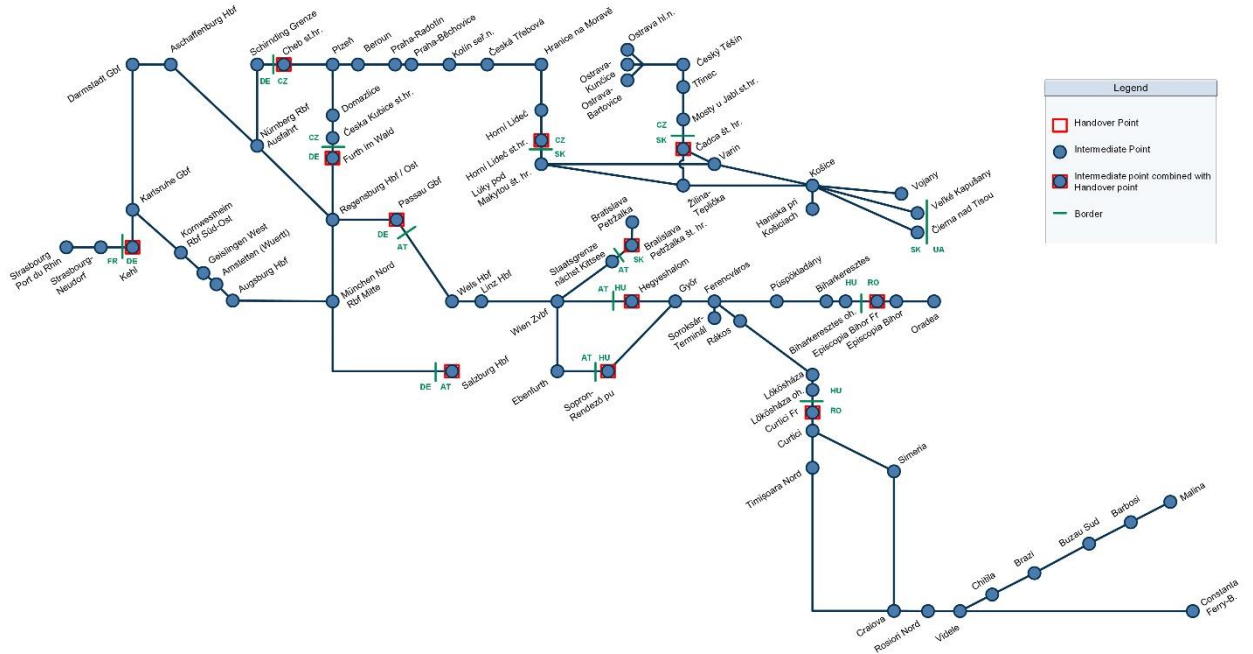 Aschaffenburg Hbf
Darmstadt Gbf
Schirnding Grenze
Cheb st.hr.
DE
CZ
Plzeň
Beroun
Praha-Radotín
Praha-Běchovice
Kolín seř.n.
Česká Třebová
Hranice na Moravě
Ostrava hl.n.
Ostrava-
Kunčice
Ostrava-
Bartovice
Český Těšín
Třinec
Mosty u Jabl.st.hr.
CZ
SK
Čadca št. hr.
Varín
Legend
Handover Point
Intermediate Point
Intermediate point combined with
Handover point
Border
Nürnberg Rbf
Ausfahrt
Domazlice
Česka Kubice st.hr.
CZ
DE
Furth im Wald
Horní Lideč
CZ
SK
Horní Lideč st.hr.
Lúky pod
Makytou št. hr.
Žilina-
Teplička
Košice
Haniska pri
Košiciach
Vojany
Veľké Kapušany
Čierna nad Tisou
SK
UA
Karlsruhe Gbf
Kornwestheim
Rbf Süd-Ost
Geislingen West
Amstetten (Wuertt)
Augsburg Hbf
Strasbourg
Port du Rhin
Strasbourg-
Neudorf
FR
DE
Kehl
Regensburg Hbf / Ost
Passau Gbf
DE
AT
München Nord
Rbf Mitte
Wels Hbf
Linz Hbf
Wien Zvbf
Staatsgrenze
nächst Kittsee
Bratislava
Petržalka
AT
SK
Bratislava
Petržalka št. hr.
AT
HU
Hegyeshalom
Győr
Ferencváros
Soroksár-
Terminál
Rákos
Püspökladány
Biharkeresztes
HU
RO
Biharkeresztes oh.
Episcopia Bihor Fr
Episcopia Bihor
Oradea
DE
AT
Salzburg Hbf
Ebenfurth
AT
HU
Sopron-
Rendező pu
Lőkösháza
Lőkösháza oh.
HU
RO
Curtici Fr
Curtici
Simeria
Timișoara Nord
Craiova
Rosiori Nord
Videle
Chitila
Brazi
Buzau Sud
Barbosi
Malina
Constanta
Ferry-B.